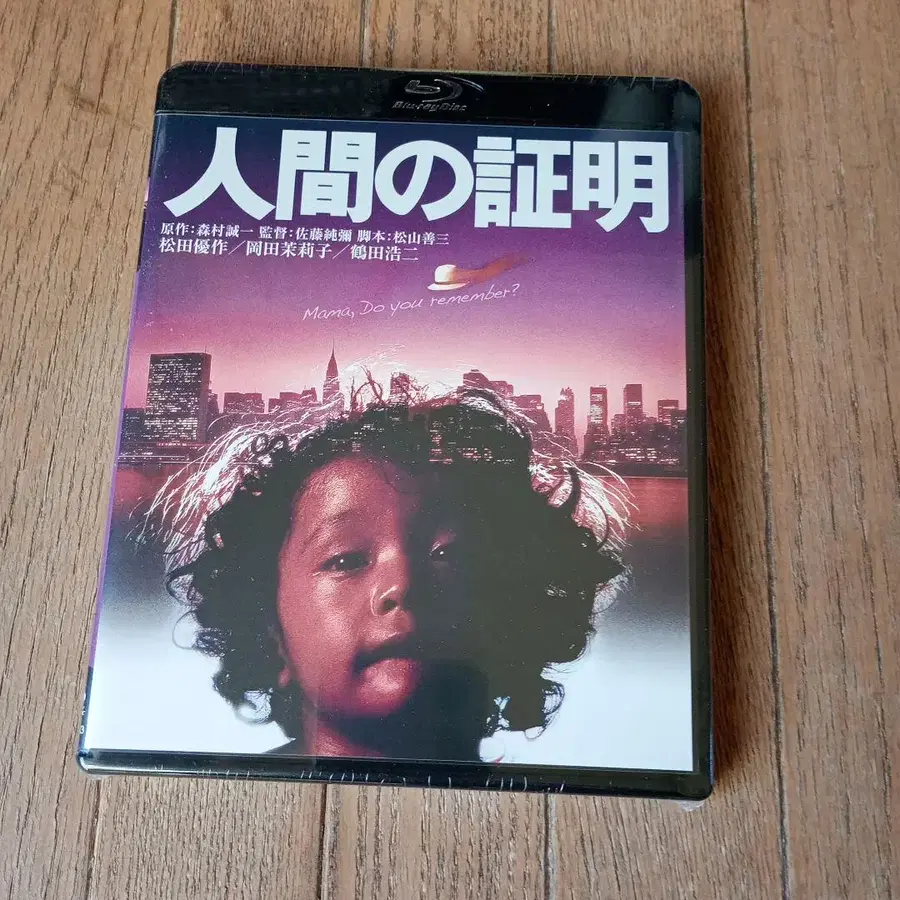 Blu-ray Disc
人間の証明
原作:森村誠一 監督:佐藤純彌 脚本:松山善三
松田優作/岡田茉莉子/鶴田浩二
Mama, Do you remember?